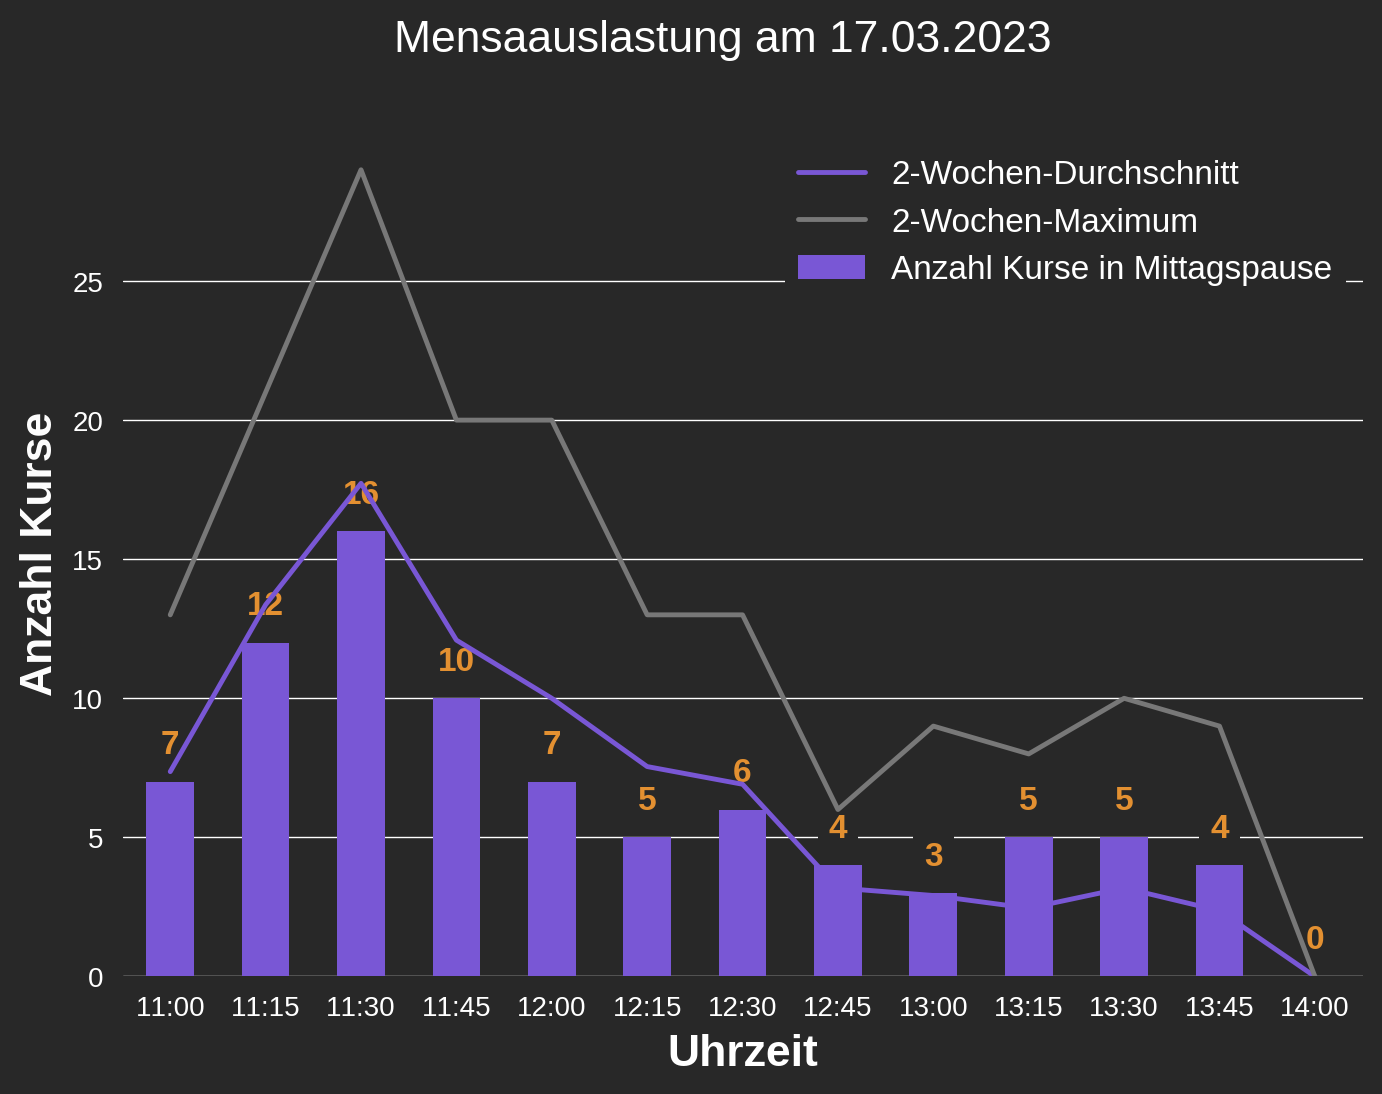 Mensaauslastung am 17.03.2023
2-Wochen-Durchschnitt
2-Wochen-Maximum
Anzahl Kurse in Mittagspause
Anzahl Kurse
25
20
15
10
5
0
7
12
16
10
7
5
6
4
3
5
5
4
0
11:00 11:15 11:30 11:45 12:00 12:15 12:30 12:45 13:00 13:15 13:30 13:45 14:00
Uhrzeit